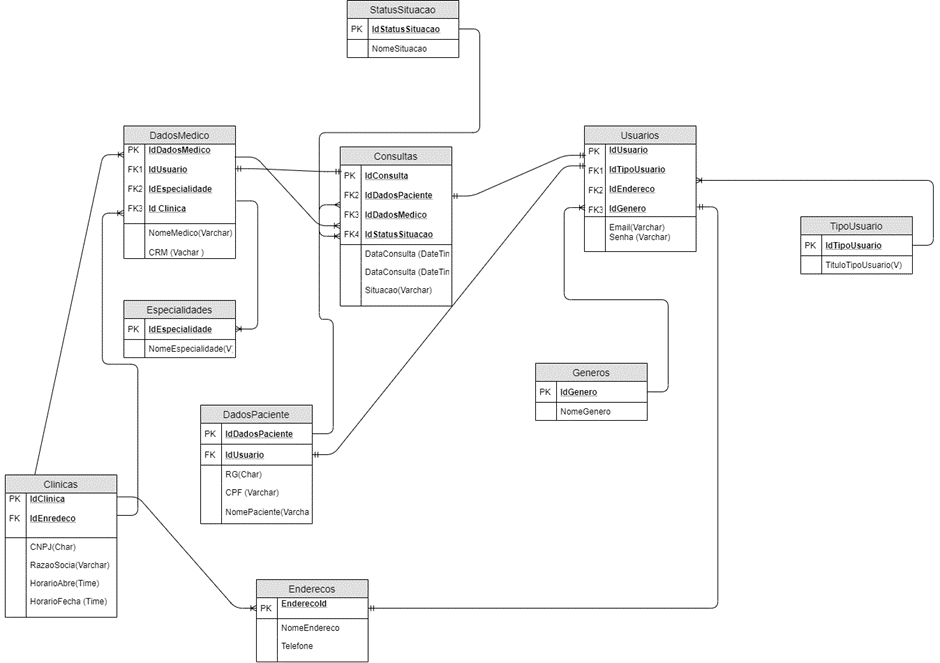 StatusSituacao
PK IdStatusSituacao
NomeSituacao
DadosMedico
PK IdDadosMedico
FK1 IdUsuario
FK2 IdEspecialidade
FK3 Id Clinica
NomeMedico(Varchar)
CRM (Vachar )
Consultas
PK IdConsulta
FK2 IdDadosPaciente
FK3 IdDadosMedico
FK4 IdStatusSituacao
DataConsulta (DateTin
DataConsulta (DateTin
Situacao(Varchar)
Usuarios
PK IdUsuario
FK1 IdTipoUsuario
FK2 IdEndereco
FK3 IdGenero
Email(Varchar)
Senha (Varchar)
TipoUsuario
PK IdTipoUsuario
TituloTipoUsuario(V)
Especialidades
PK IdEspecialidade
NomeEspecialidade(V
Generos
PK IdGenero
NomeGenero
DadosPaciente
PK IdDadosPaciente
FK IdUsuario
RG(Char)
CPF (Varchar)
NomePaciente(Varcha
Clinicas
PK IdClinica
FK IdEnredeco
CNPJ(Char)
RazaoSocia(Varchar)
HorarioAbre(Time)
HorarioFecha (Time)
Enderecos
PK EnderecoId
NomeEndereco
Telefone